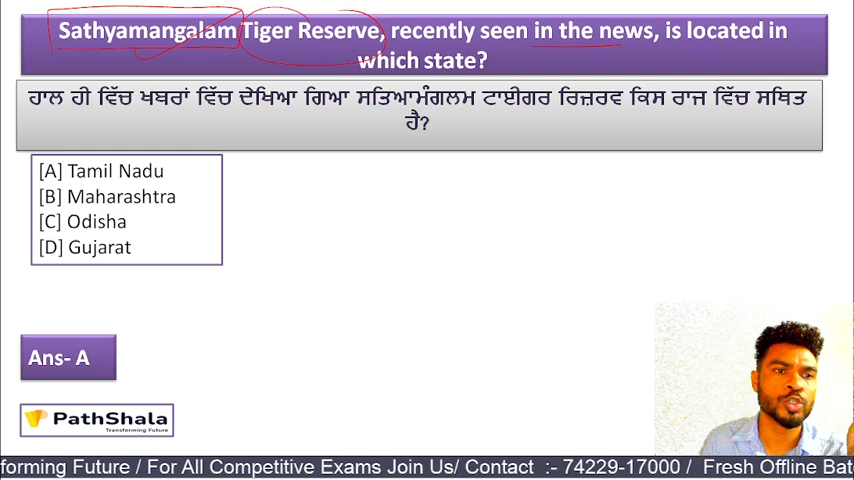 Sathyamangalam Tiger Reserve, recently seen in the news, is located in
which state?
ਹਾਲ ਹੀ ਵਿੱਚ ਖਬਰਾਂ ਵਿੱਚ ਦੇਖਿਆ ਗਿਆ ਸਤਿਆਮੰਗਲਮ ਟਾਈਗਰ ਰਿਜ਼ਰਵ ਕਿਸ ਰਾਜ ਵਿੱਚ ਸਥਿਤ
ਹੈ?
[A] Tamil Nadu
[B] Maharashtra
[C] Odisha
[D] Gujarat
Ans- A
PathShala
Transforming Future
forming Future / For All Competitive Exams Join Us/ Contact :- 74229-17000 / Fresh Offline Bat